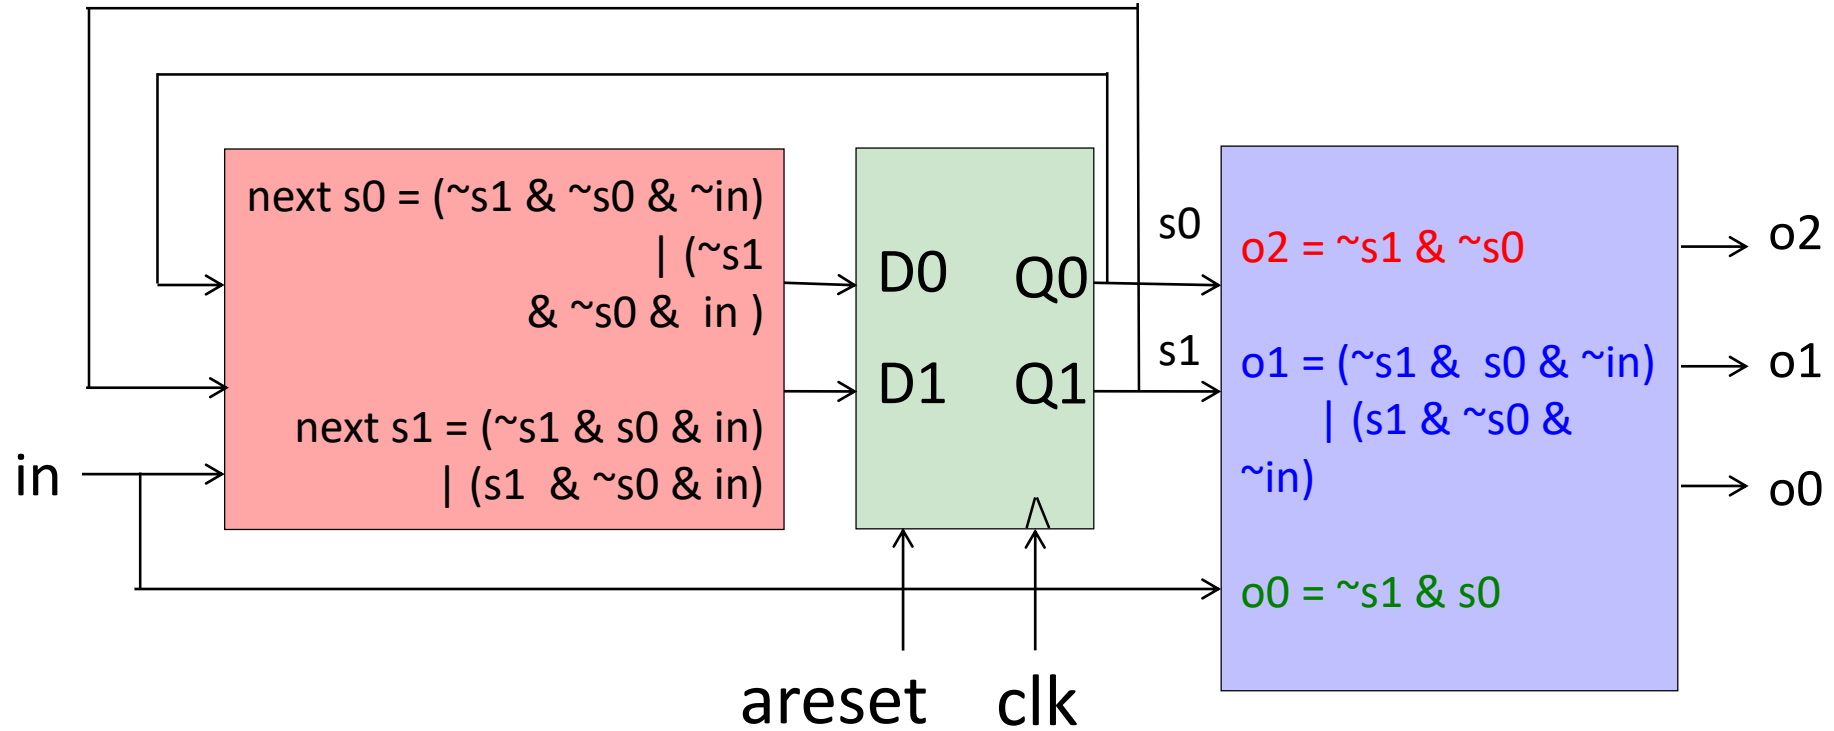 next s0 = (~s1 & ~s0 & ~in)
| (~s1
& ~s0 & in )
next s1 = (~s1 & s0 & in)
| (s1 & ~s0 & in)
in
D0 Q0
D1 Q1
areset
clk
s0
s1
o2 = ~s1 & ~s0
o1 = (~s1 & s0 & ~in)
| (s1 & ~s0 &
~in)
o0 = ~s1 & s0
o2
o1
o0